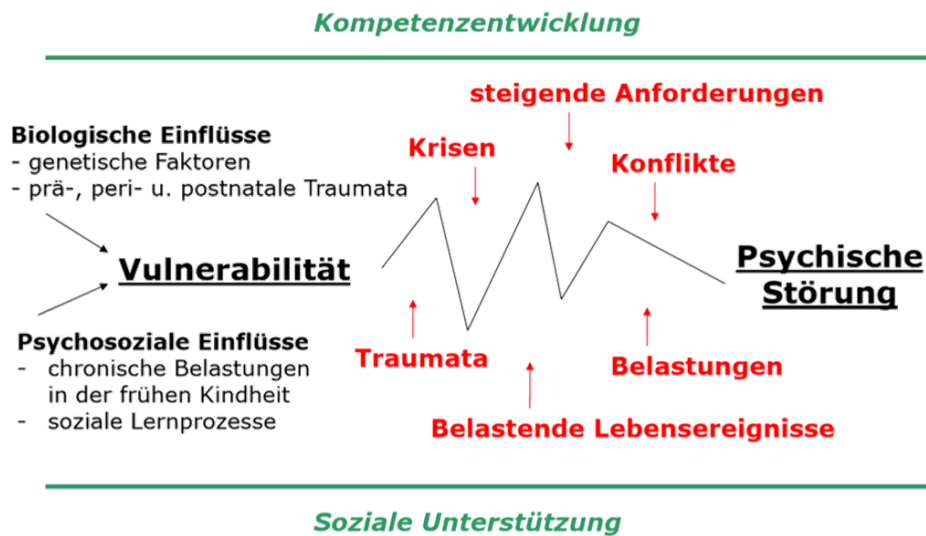 Kompetenzentwicklung
steigende Anforderungen
Biologische Einflüsse
- genetische Faktoren
- prä-, peri- u. postnatale Traumata
Krisen
Konflikte
Vulnerabilität
Psychische
Störung
Psychosoziale Einflüsse
- chronische Belastungen
in der frühen Kindheit
- soziale Lernprozesse
Traumata
Belastungen
Belastende Lebensereignisse
Soziale Unterstützung